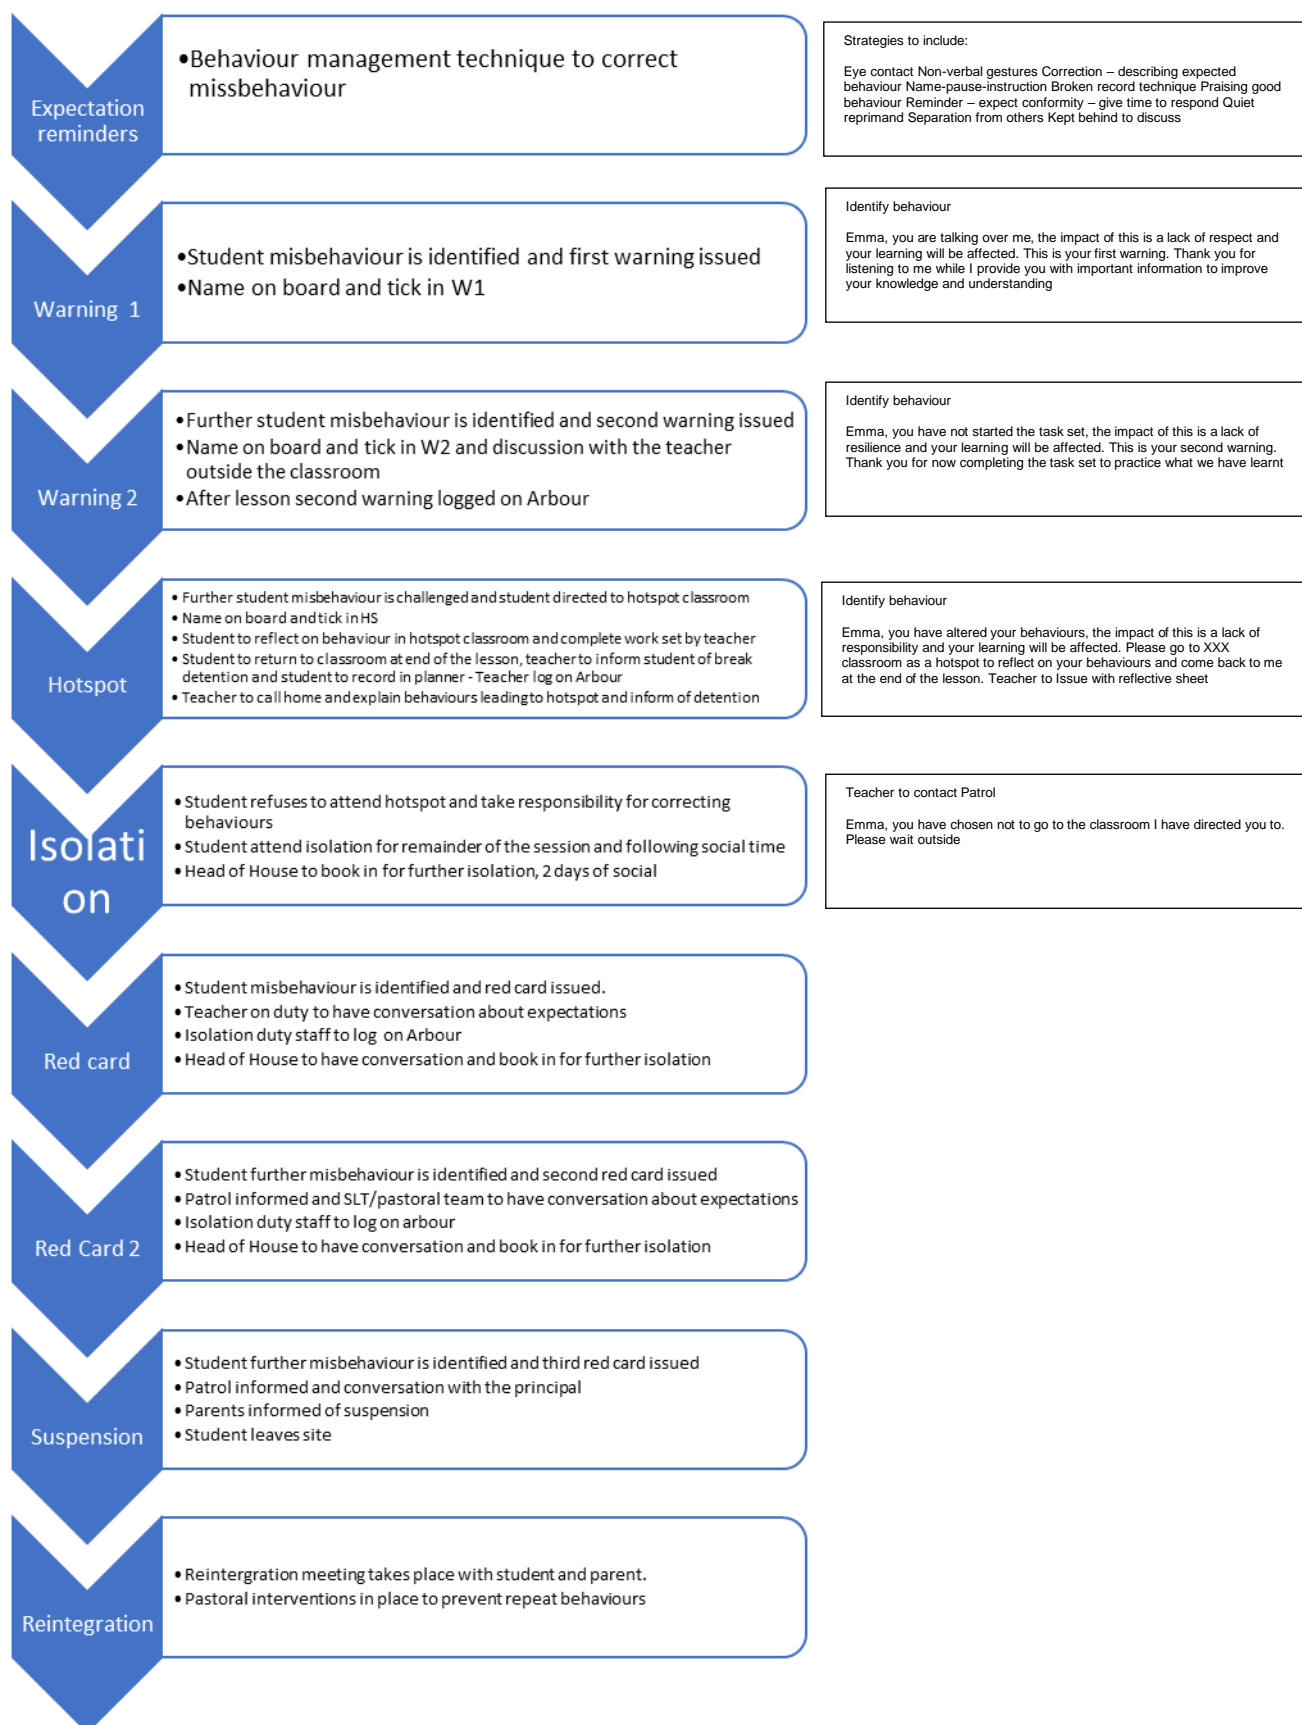 Expectation
reminders
•Behaviour management technique to correct
missbehaviour
Strategies to include:
Eye contact Non-verbal gestures Correction – describing expected
behaviour Name-pause-instruction Broken record technique Praising good
behaviour Reminder – expect conformity – give time to respond Quiet
reprimand Separation from others Kept behind to discuss
Warning 1
•Student misbehaviour is identified and first warning issued
•Name on board and tick in W1
Identify behaviour
Emma, you are talking over me, the impact of this is a lack of respect and
your learning will be affected. This is your first warning. Thank you for
listening to me while I provide you with important information to improve
your knowledge and understanding
Warning 2
•Further student misbehaviour is identified and second warning issued
•Name on board and tick in W2 and discussion with the teacher
outside the classroom
•After lesson second warning logged on Arbour
Identify behaviour
Emma, you have not started the task set, the impact of this is a lack of
resilience and your learning will be affected. This is your second warning.
Thank you for now completing the task set to practice what we have learnt
Hotspot
• Further student misbehaviour is challenged and student directed to hotspot classroom
• Name on board and tick in HS
• Student to reflect on behaviour in hotspot classroom and complete work set by teacher
• Student to return to classroom at end of the lesson, teacher to inform student of break
detention and student to record in planner - Teacher log on Arbour
• Teacher to call home and explain behaviours leading to hotspot and inform of detention
Identify behaviour
Emma, you have altered your behaviours, the impact of this is a lack of
responsibility and your learning will be affected. Please go to XXX
classroom as a hotspot to reflect on your behaviours and come back to me
at the end of the lesson. Teacher to Issue with reflective sheet
Isolati
on
• Student refuses to attend hotspot and take responsibility for correcting
behaviours
• Student attend isolation for remainder of the session and following social time
• Head of House to book in for further isolation, 2 days of social
Teacher to contact Patrol
Emma, you have chosen not to go to the classroom I have directed you to.
Please wait outside
Red card
• Student misbehaviour is identified and red card issued.
• Teacher on duty to have conversation about expectations
• Isolation duty staff to log on Arbour
• Head of House to have conversation and book in for further isolation
Red Card 2
• Student further misbehaviour is identified and second red card issued
• Patrol informed and SLT/pastoral team to have conversation about expectations
• Isolation duty staff to log on arbour
• Head of House to have conversation and book in for further isolation
Suspension
• Student further misbehaviour is identified and third red card issued
• Patrol informed and conversation with the principal
• Parents informed of suspension
• Student leaves site
Reintegration
• Reintergration meeting takes place with student and parent.
• Pastoral interventions in place to prevent repeat behaviours